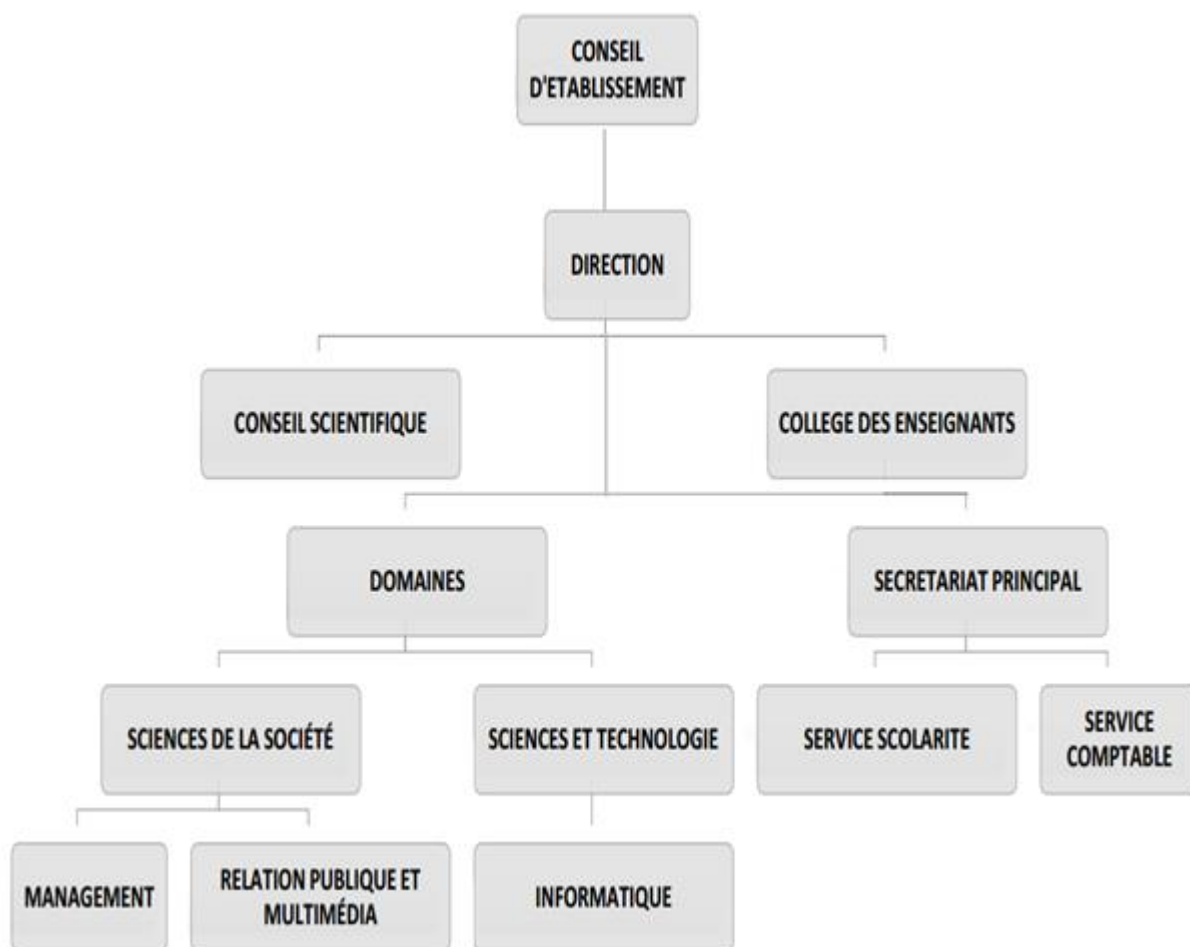 CONSEIL
D'ETABLISSEMENT
DIRECTION
CONSEIL SCIENTIFIQUE
COLLEGE DES ENSEIGNANTS
DOMAINES
SECRETARIAT PRINCIPAL
SCIENCES DE LA SOCIÉTÉ
SCIENCES ET TECHNOLOGIE
SERVICE SCOLARITE
SERVICE
COMPTABLE
MANAGEMENT
RELATION PUBLIQUE ET
MULTIMÉDIA
INFORMATIQUE